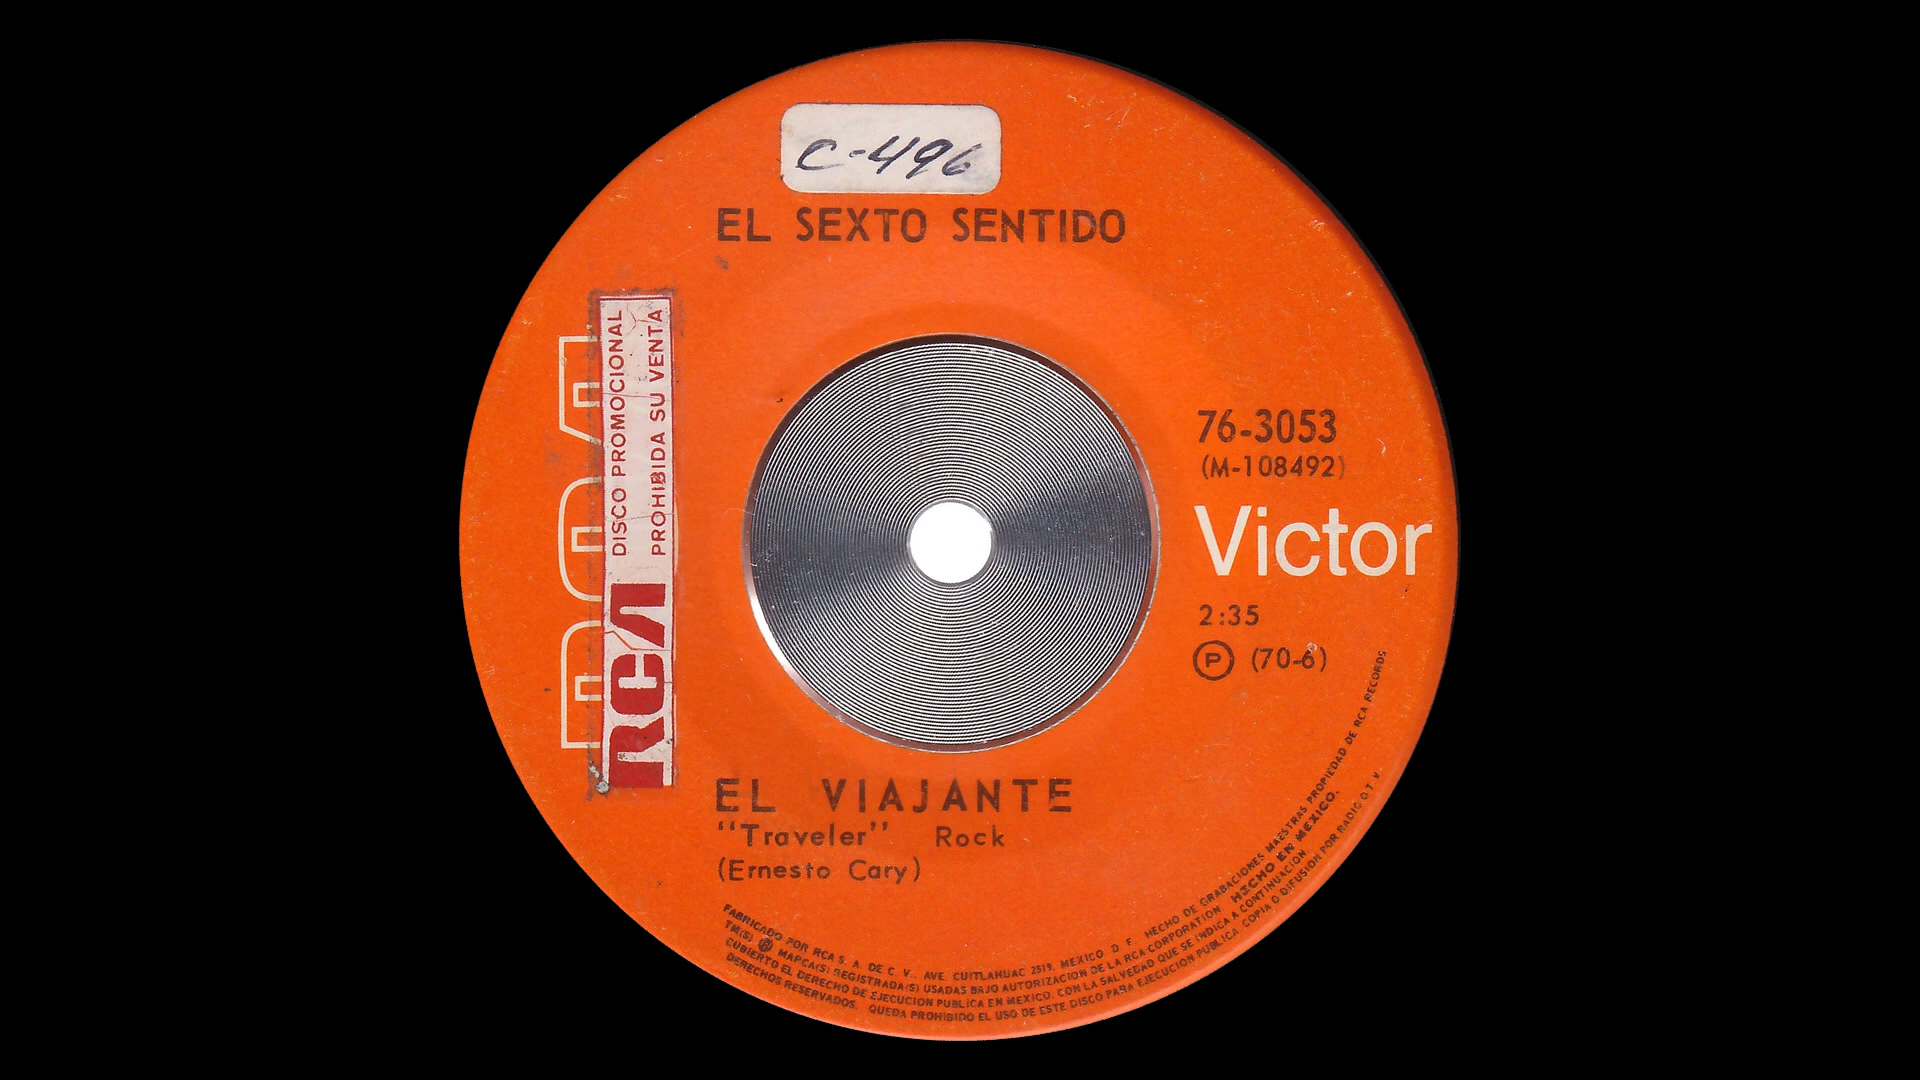 C-496
EL SEXTO SENTIDO
RCA
DISCO PROMOCIONAL
PROHIBIDA SU VENTA
RCA
76-3053
(M-108492)
Victor
2:35
Ⓟ (70-6)
EL VIAJANTE
"Traveler" Rock
(Ernesto Cary)
FABRICADO POR RCA S. A. DE C. V., AVE. CUITLAHUAC 2519, MEXICO D. F. HECHO DE GRABACIONES MAESTRAS PROPIEDAD DE RCA RECORDS
TM(S) ® MARCA(S) REGISTRADA(S) USADAS BAJO AUTORIZACION DE LA RCA CORPORATION. HECHO EN MEXICO.
CUBIERTO EL DERECHO DE EJECUCION PUBLICA EN MEXICO, CON LA SALVEDAD QUE SE INDICA A CONTINUACION.
DERECHOS RESERVADOS. QUEDA PROHIBIDO EL USO DE ESTE DISCO PARA EJECUCION PUBLICA, COPIA O DIFUSION POR RADIO O T. V.